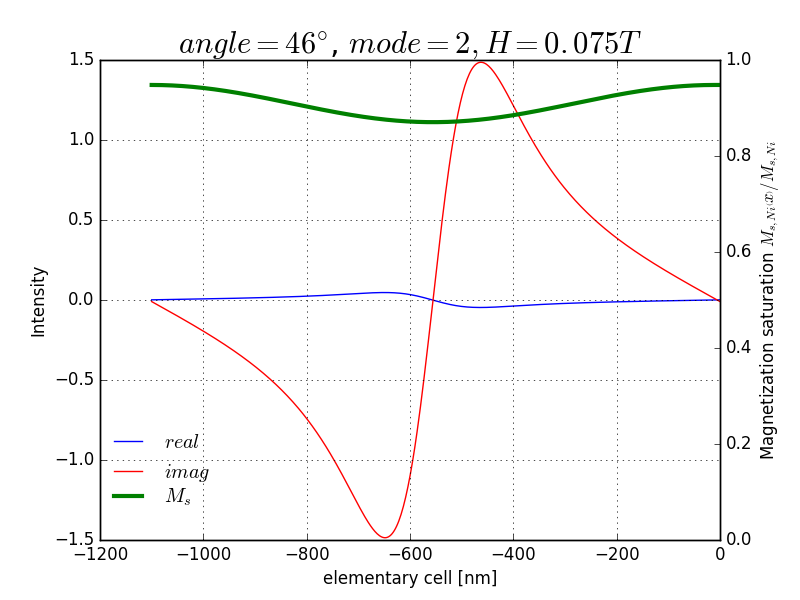 angle = 46°, mode = 2, H = 0.075T
1.5
1.0
0.5
0.0
−0.5
−1.0
−1.5
Intensity
real
imag
M_s
−1200
−1000
−800
−600
−400
−200
0
elementary cell [nm]
1.0
0.8
0.6
0.4
0.2
0.0
Magnetization saturation M_{s, Ni}(x)/M_{s, Ni}